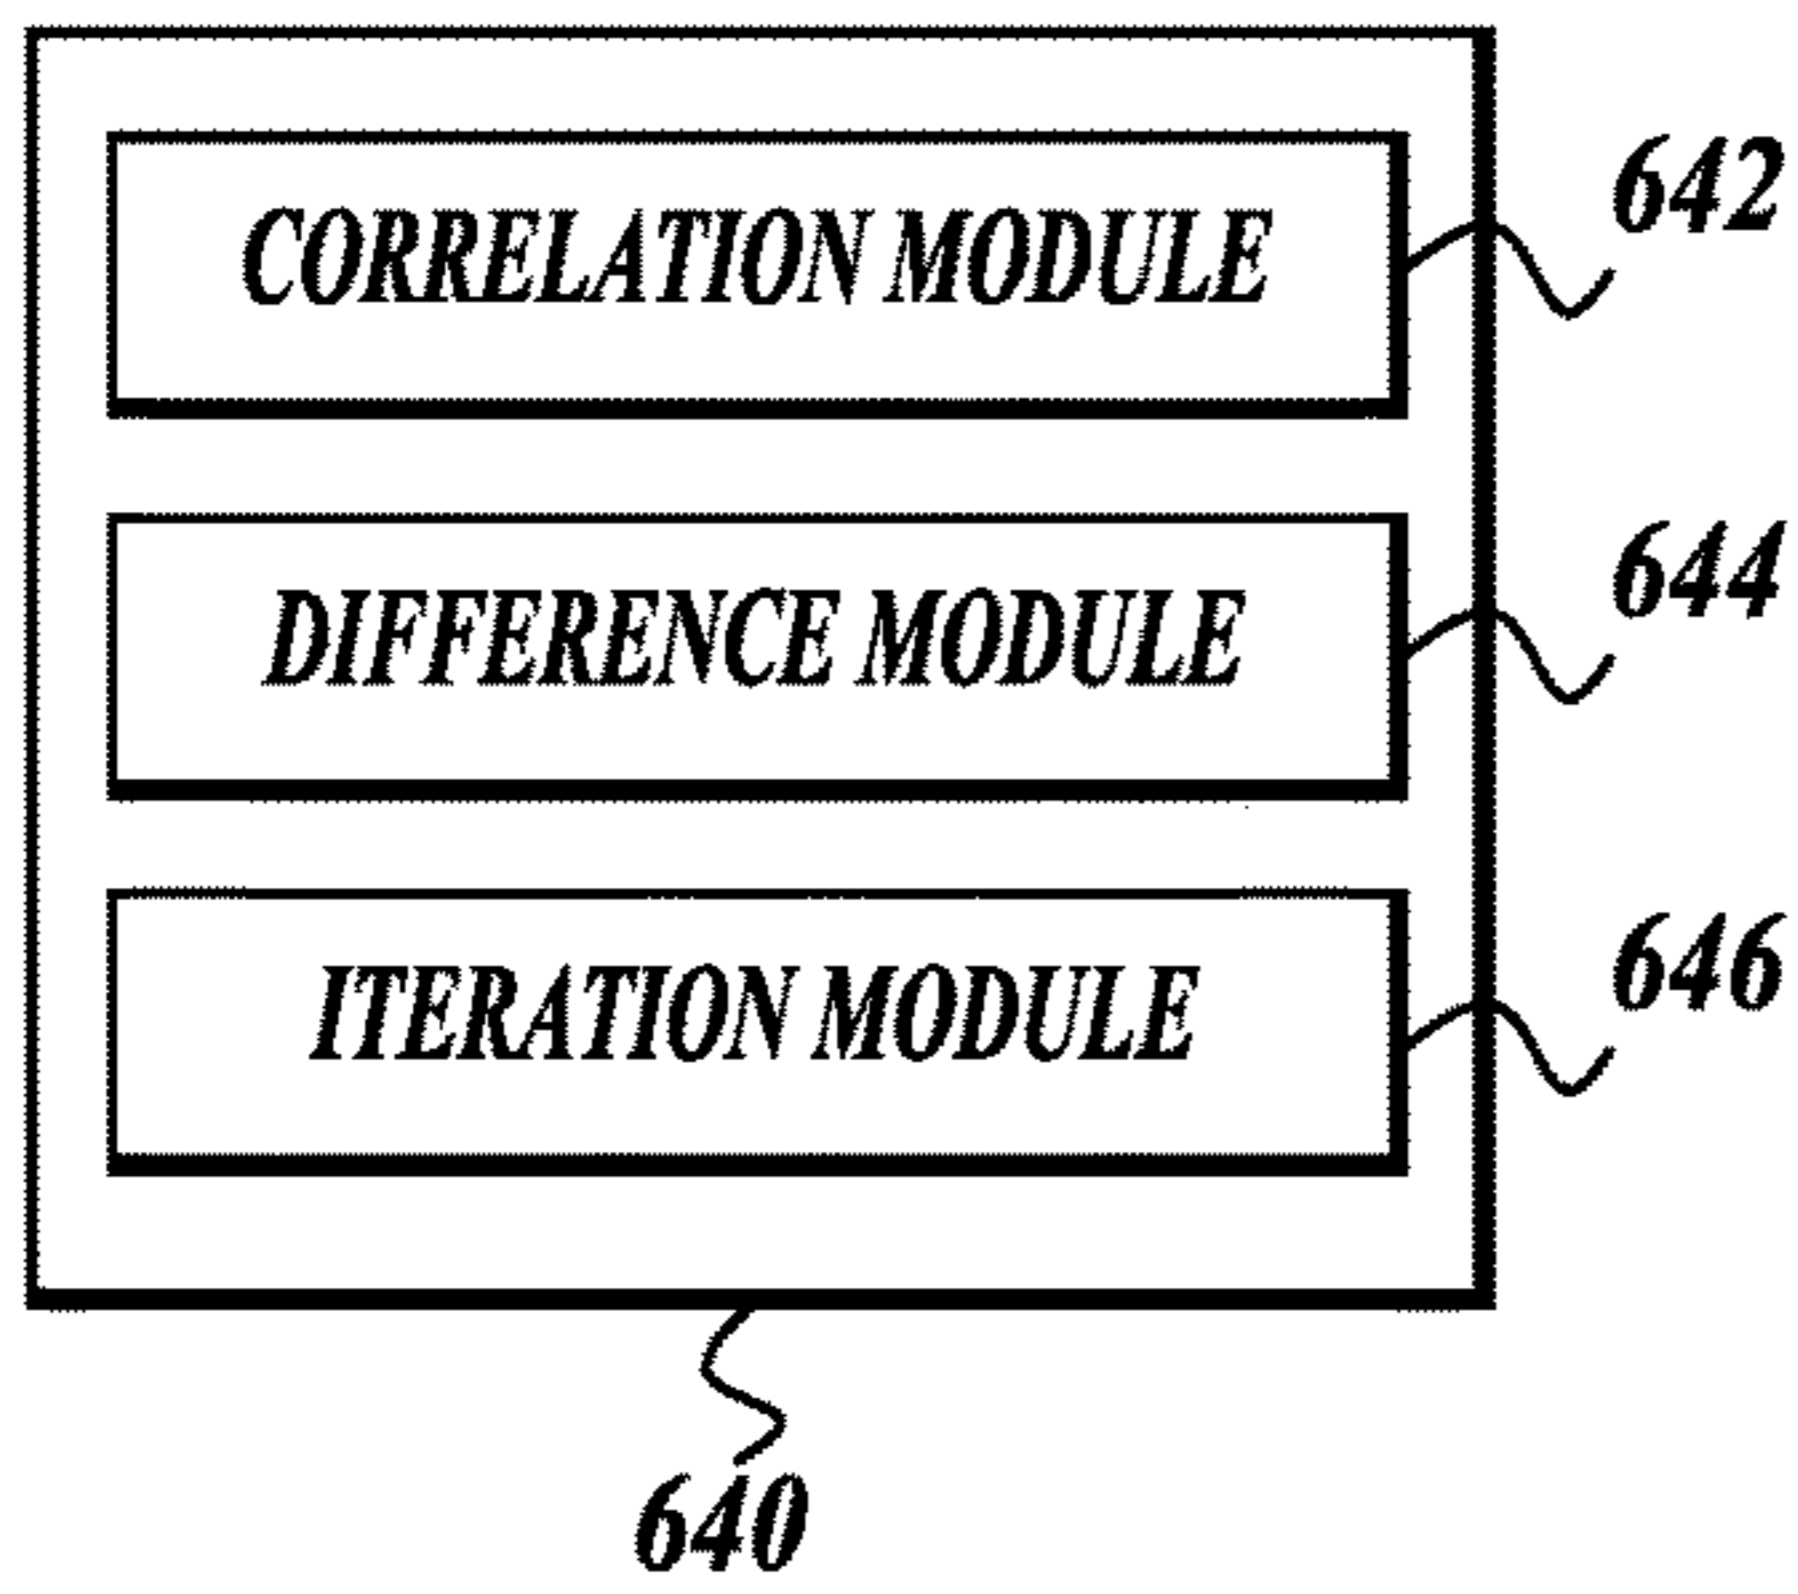 CORRELATION MODULE
642
DIFFERENCE MODULE
644
ITERATION MODULE
646
640